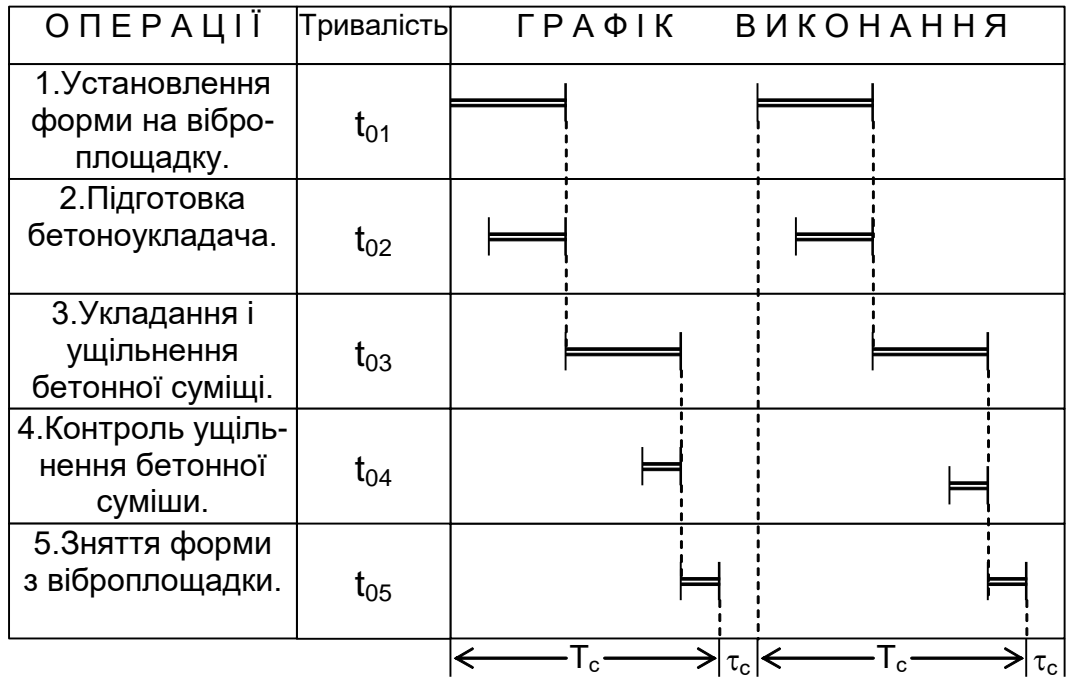 О П Е Р А Ц І Ї Тривалість Г Р А Ф І К В И К О Н А Н Н Я
1.Установлення
форми на вібро-
площадку.
t01
2.Підготовка
бетоноукладача.
t02
3.Укладання і
ущільнення
бетонної суміщі.
t03
4.Контроль ущіль-
нення бетонної
суміши.
t04
5.Зняття форми
з віброплощадки.
t05
Tc τc Tc τc